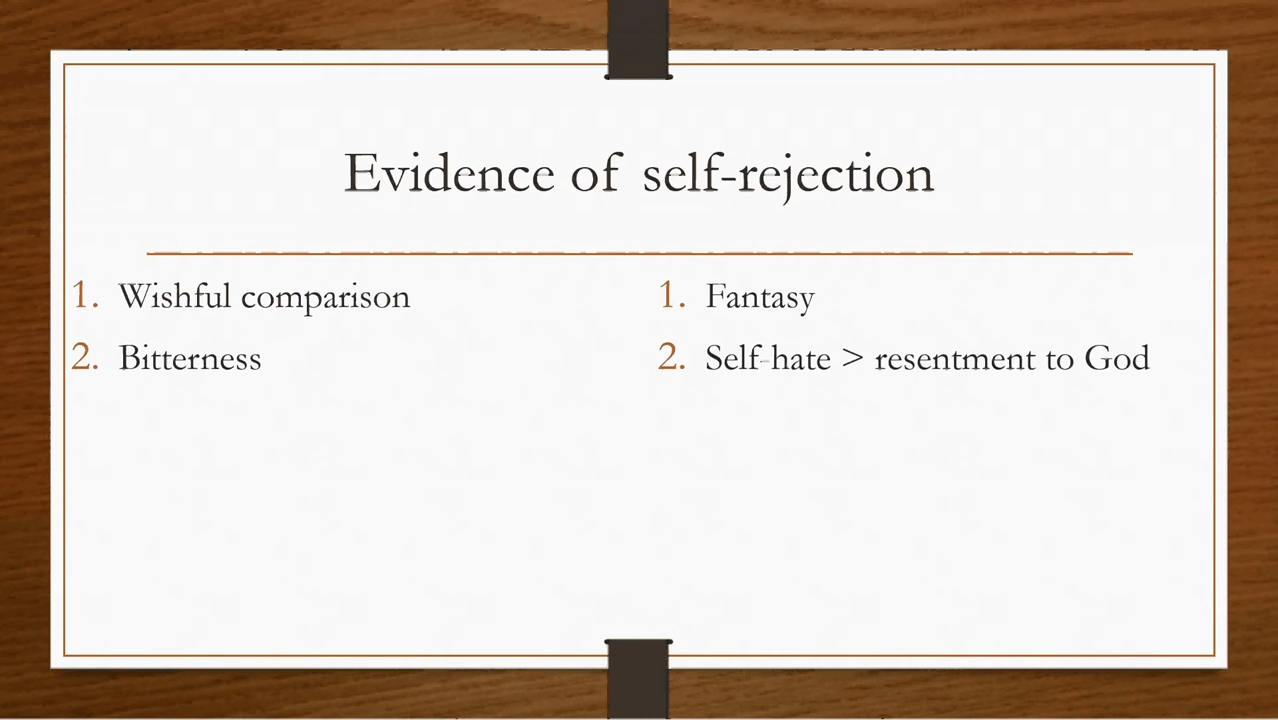 Evidence of self-rejection
1. Wishful comparison
2. Bitterness
1. Fantasy
2. Self-hate > resentment to God